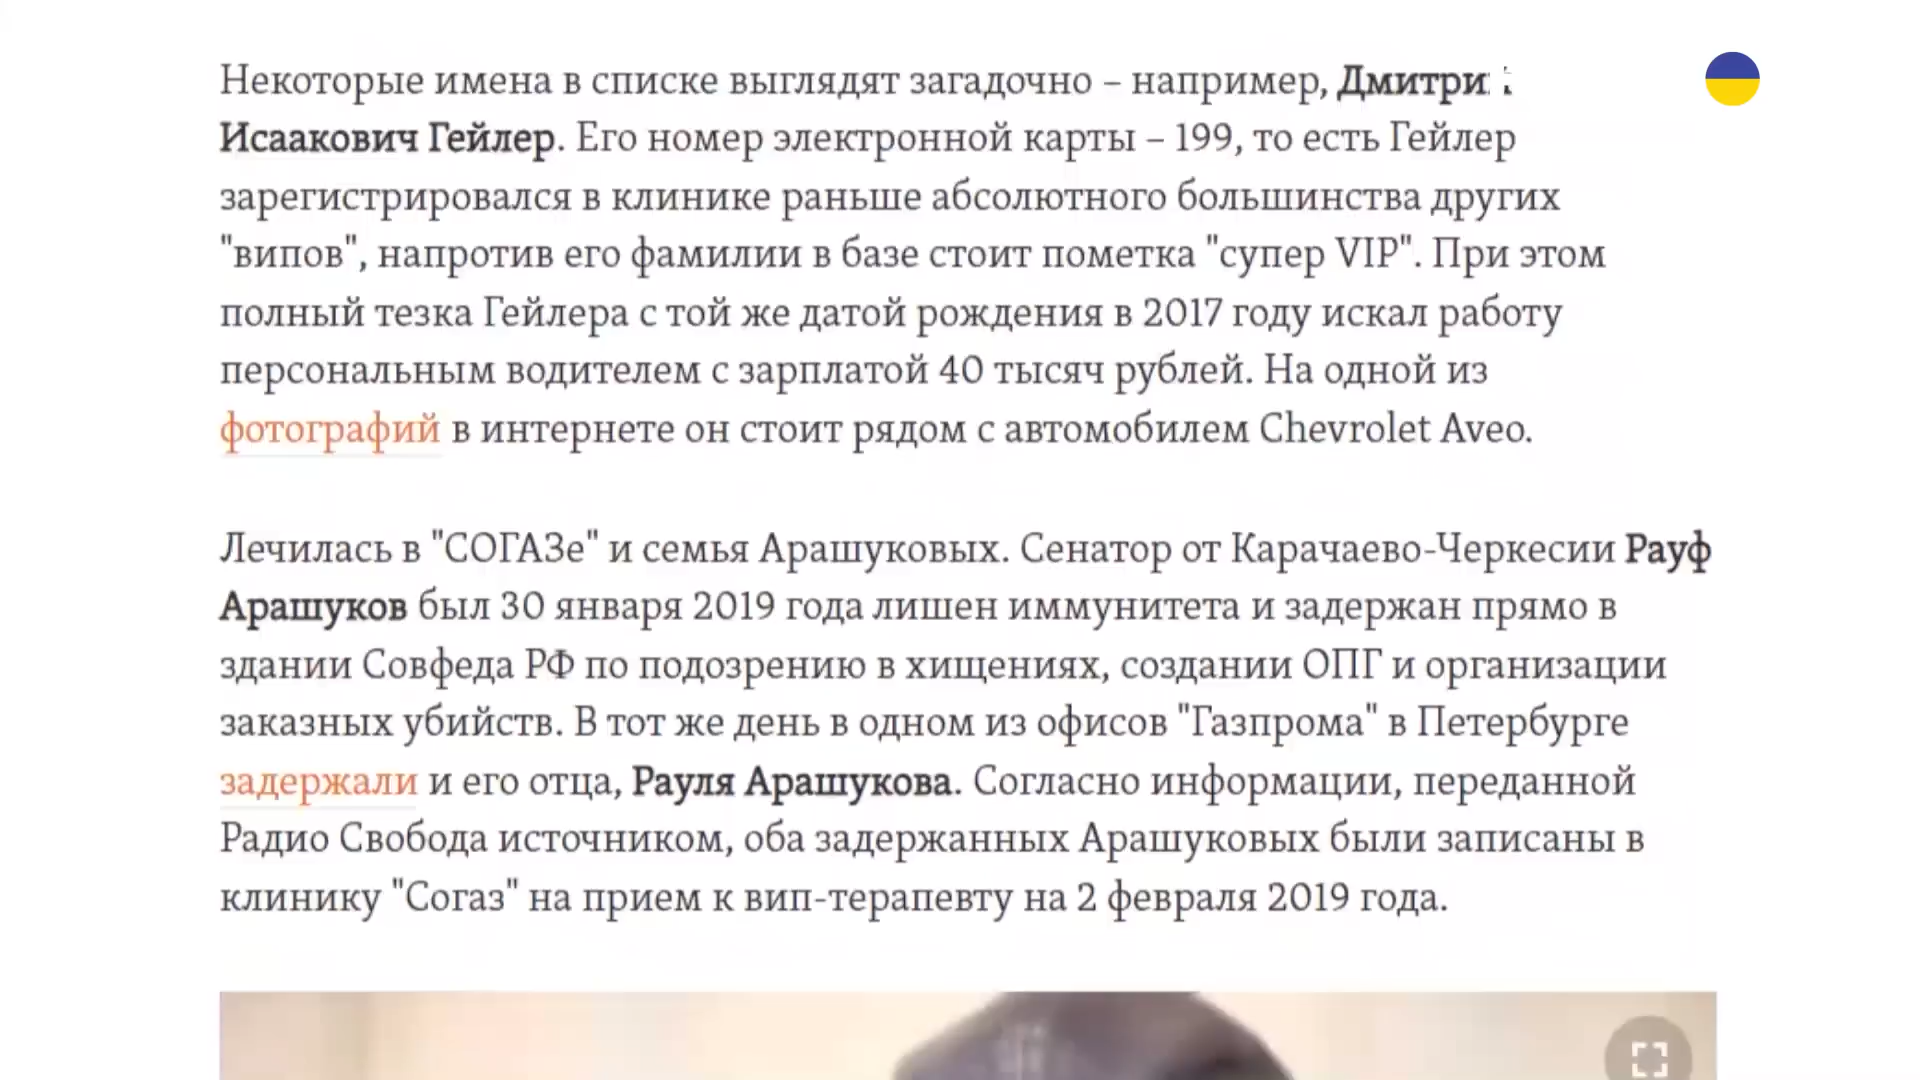 Некоторые имена в списке выглядят загадочно – например, Дмитри
Исаакович Гейлер. Его номер электронной карты – 199, то есть Гейлер
зарегистрировался в клинике раньше абсолютного большинства других
"випов", напротив его фамилии в базе стоит пометка "супер VIP". При этом
полный тезка Гейлера с той же датой рождения в 2017 году искал работу
персональным водителем с зарплатой 40 тысяч рублей. На одной из
фотографий в интернете он стоит рядом с автомобилем Chevrolet Aveo.
Лечилась в "СОГАЗе" и семья Арашуковых. Сенатор от Карачаево-Черкесии Рауф
Арашуков был 30 января 2019 года лишен иммунитета и задержан прямо в
здании Совфеда РФ по подозрению в хищениях, создании ОПГ и организации
заказных убийств. В тот же день в одном из офисов "Газпрома" в Петербурге
задержали и его отца, Рауля Арашукова. Согласно информации, переданной
Радио Свобода источником, оба задержанных Арашуковых были записаны в
клинику "Согаз" на прием к вип-терапевту на 2 февраля 2019 года.